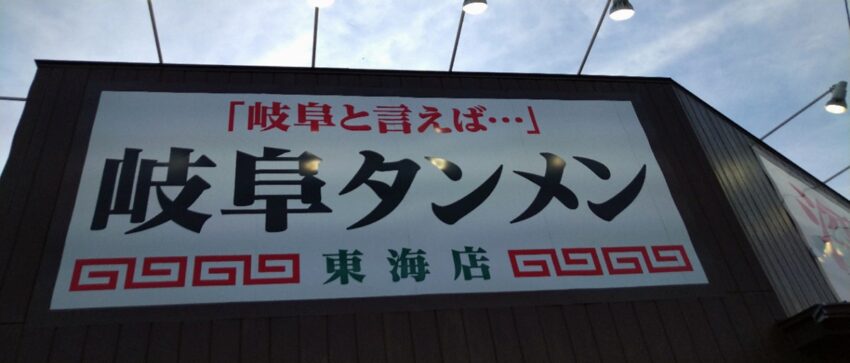 「岐阜と言えば…」
岐阜タンメン
東海店